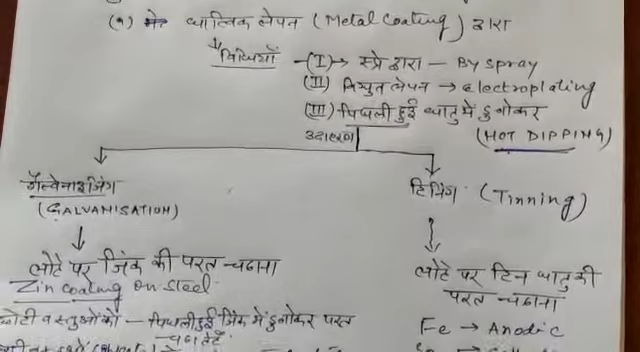 (9) धात्विक लेपन (Metal Coating) द्वारा
विधियाँ - (I) → स्प्रे द्वारा - By spray
(II) विद्युत लेपन → electroplating
(III) पिघली हुई धातु में डुबोकर
उदाहरण (HOT DIPPING)
गैल्वेनाइजिंग
(GALVANISATION)
टिनिंग (Tinning)
लोहे पर जिंक की परत चढाना
Zin coating on steel
लोहे पर टिन धातु की
परत चढाना
छोटी वस्तुओं को - पिघली हुई जिंक में डुबोकर परत
चढाते हैं
Fe → Anodic